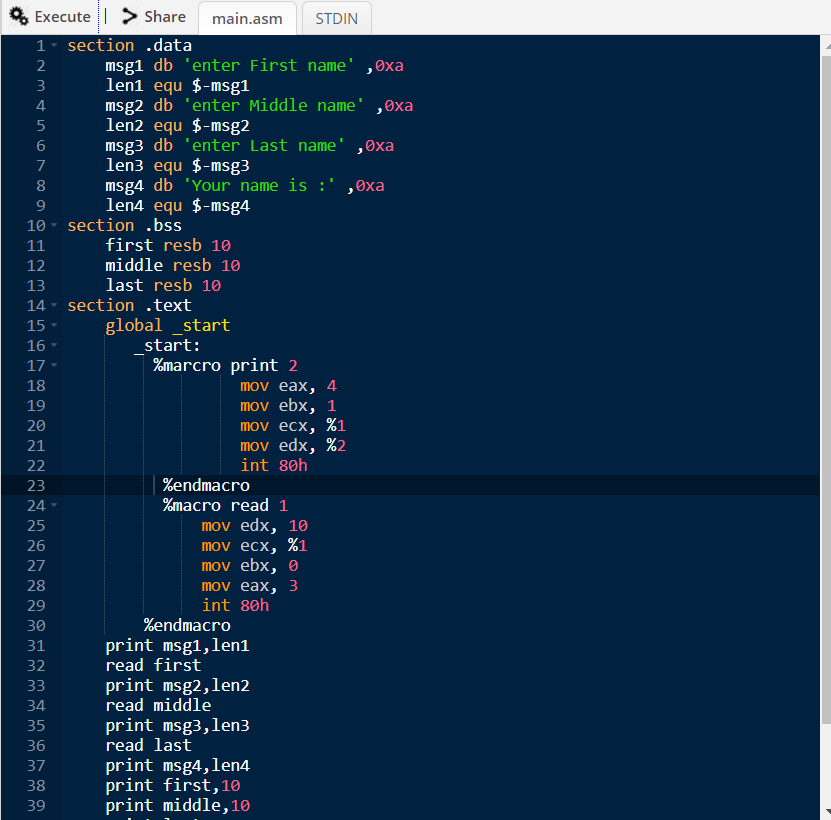 Execute | > Share main.asm STDIN
1 section .data
2 msg1 db 'enter First name' ,0xa
3 len1 equ $-msg1
4 msg2 db 'enter Middle name' ,0xa
5 len2 equ $-msg2
6 msg3 db 'enter Last name' ,0xa
7 len3 equ $-msg3
8 msg4 db 'Your name is :' ,0xa
9 len4 equ $-msg4
10 section .bss
11 first resb 10
12 middle resb 10
13 last resb 10
14 section .text
15 global _start
16 _start:
17 %marcro print 2
18 mov eax, 4
19 mov ebx, 1
20 mov ecx, %1
21 mov edx, %2
22 int 80h
23 %endmacro
24 %macro read 1
25 mov edx, 10
26 mov ecx, %1
27 mov ebx, 0
28 mov eax, 3
29 int 80h
30 %endmacro
31 print msg1,len1
32 read first
33 print msg2,len2
34 read middle
35 print msg3,len3
36 read last
37 print msg4,len4
38 print first,10
39 print middle,10